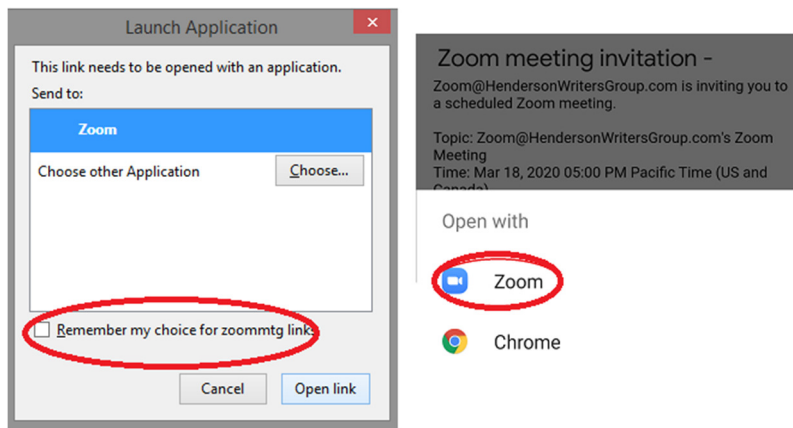 Launch Application
This link needs to be opened with an application.
Send to:
Zoom
Choose other Application
Choose...
Remember my choice for zoommtg links
Cancel
Open link
Zoom meeting invitation -
Zoom@HendersonWritersGroup.com is inviting you to
a scheduled Zoom meeting.
Topic: Zoom@HendersonWritersGroup.com's Zoom
Meeting
Time: Mar 18, 2020 05:00 PM Pacific Time (US and
Canada)
Open with
Zoom
Chrome